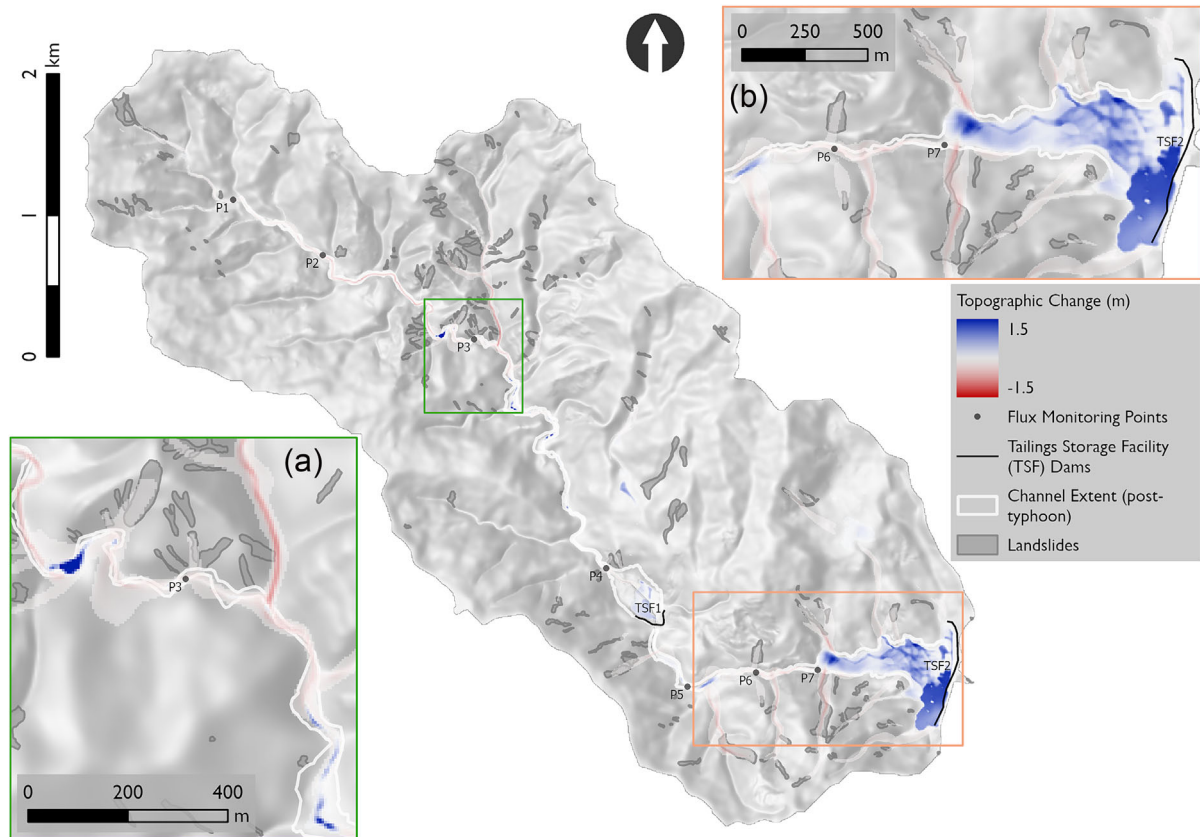 0
1
2
km
0
250
500
m
(b)
P6
P7
TSF2
P1
P2
P3
P4
TSF1
P5
P6
P7
TSF2
Topographic Change (m)
1.5
-1.5
Flux Monitoring Points
Tailings Storage Facility
(TSF) Dams
Channel Extent (post-
typhoon)
Landslides
(a)
P3
0
200
400
m